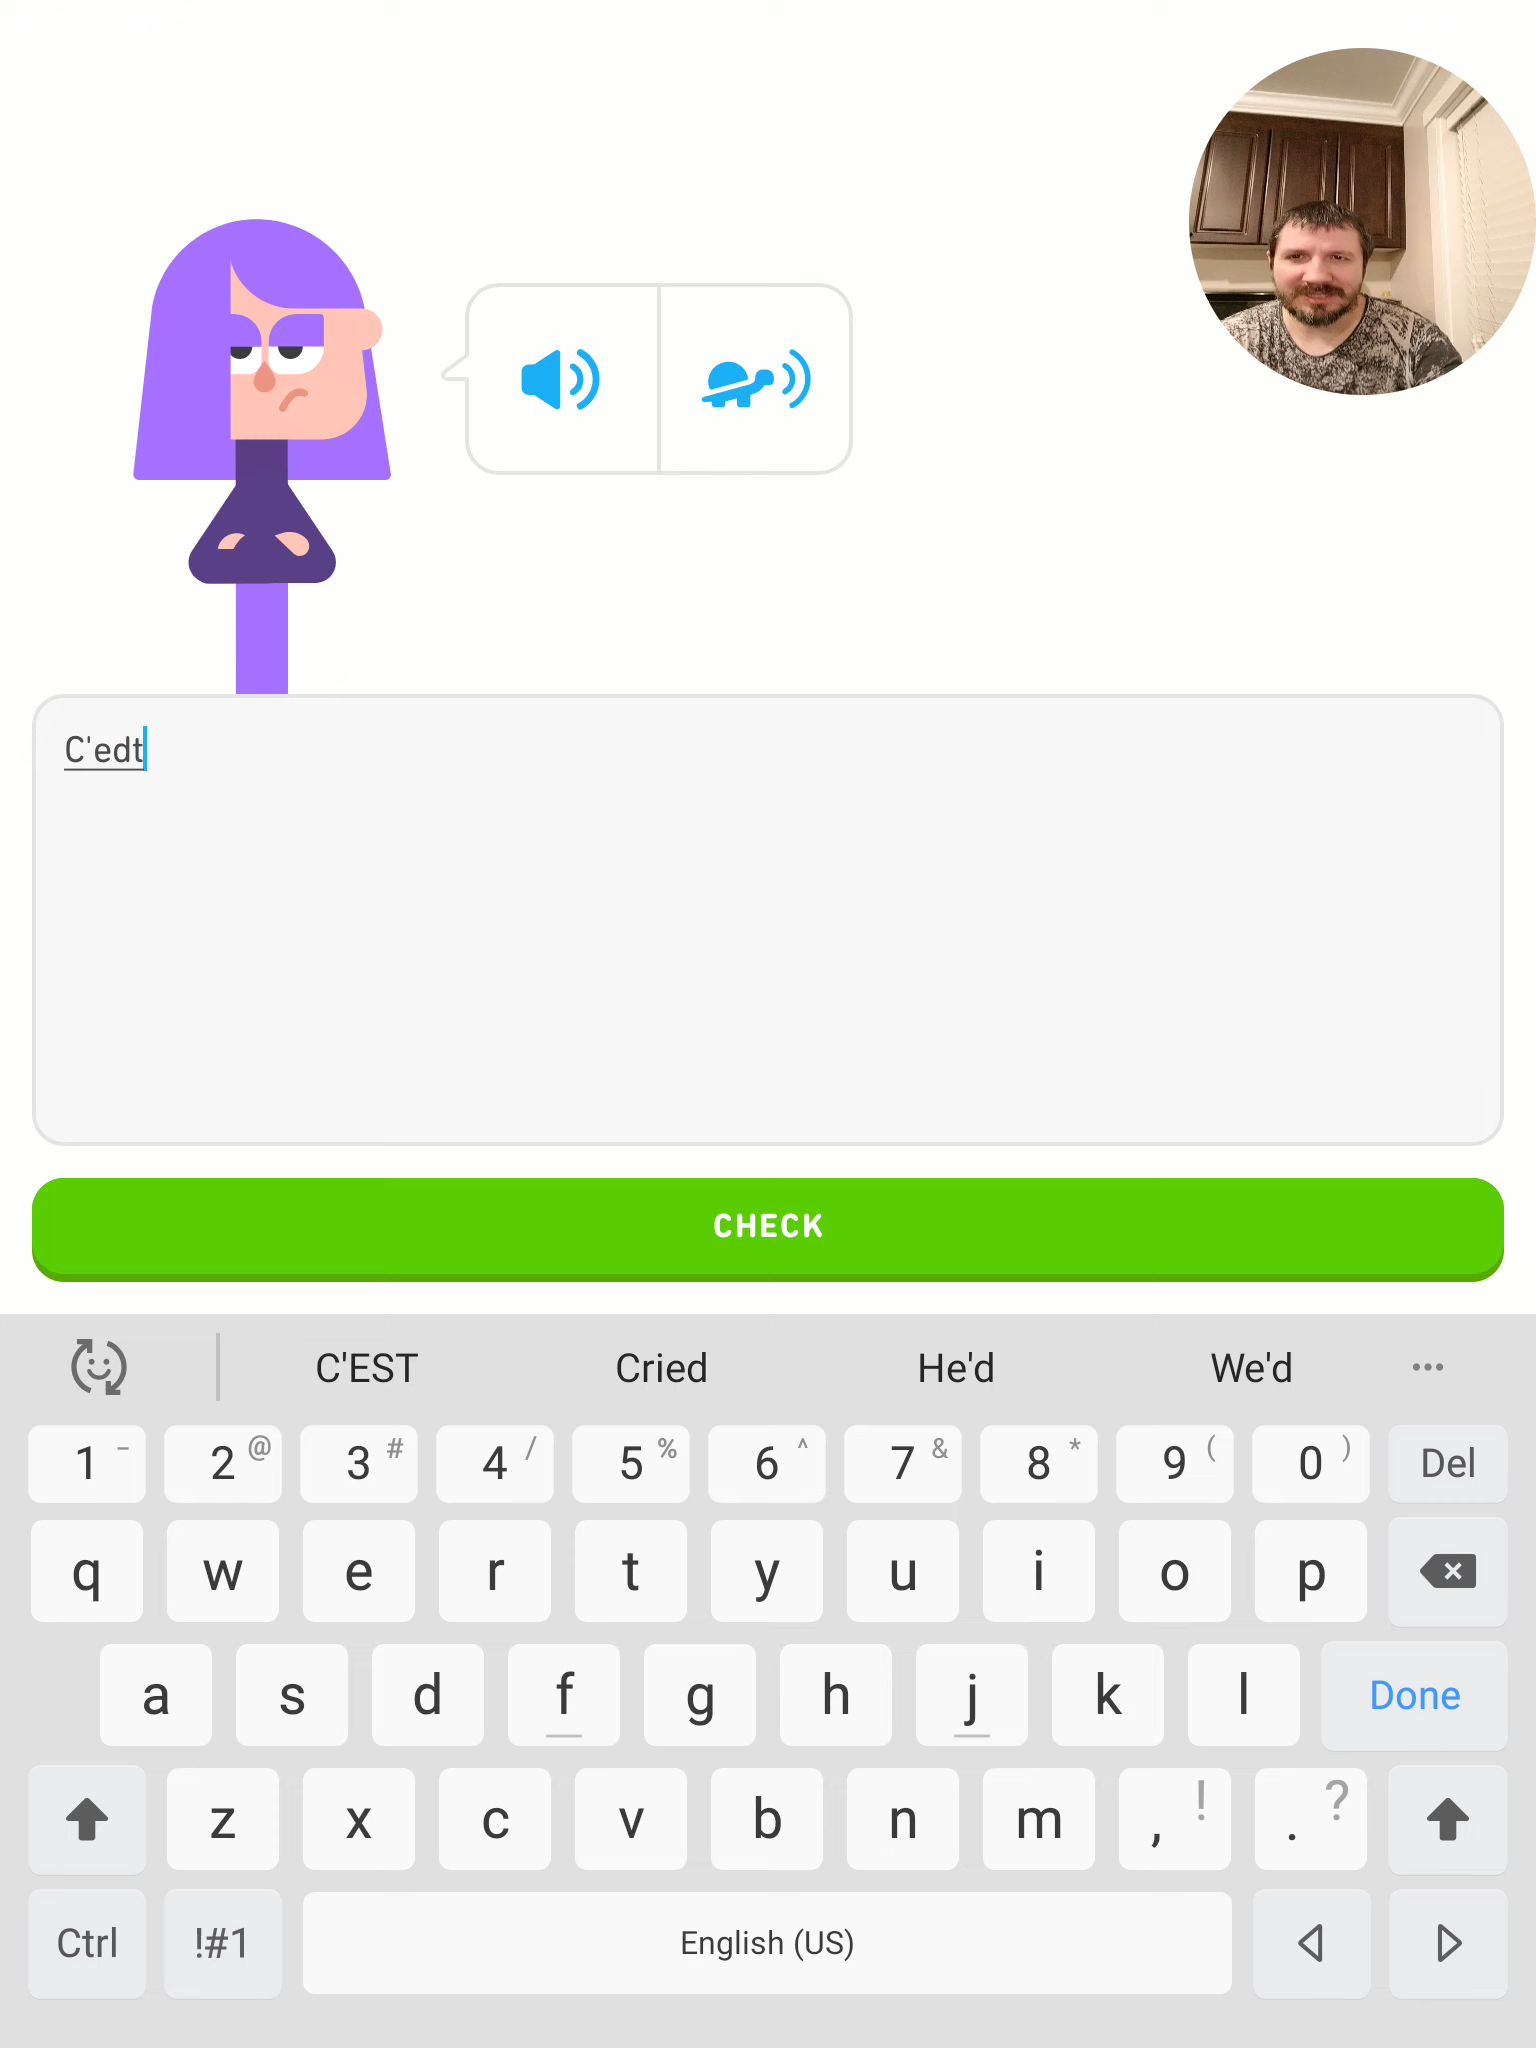 C'edt
CHECK
C'EST Cried He'd We'd ...
1 - 2 @ 3 # 4 / 5 % 6 ^ 7 & 8 * 9 ( 0 ) Del
q w e r t y u i o p
a s d f g h j k l Done
z x c v b n m , ! . ?
Ctrl !#1 English (US)